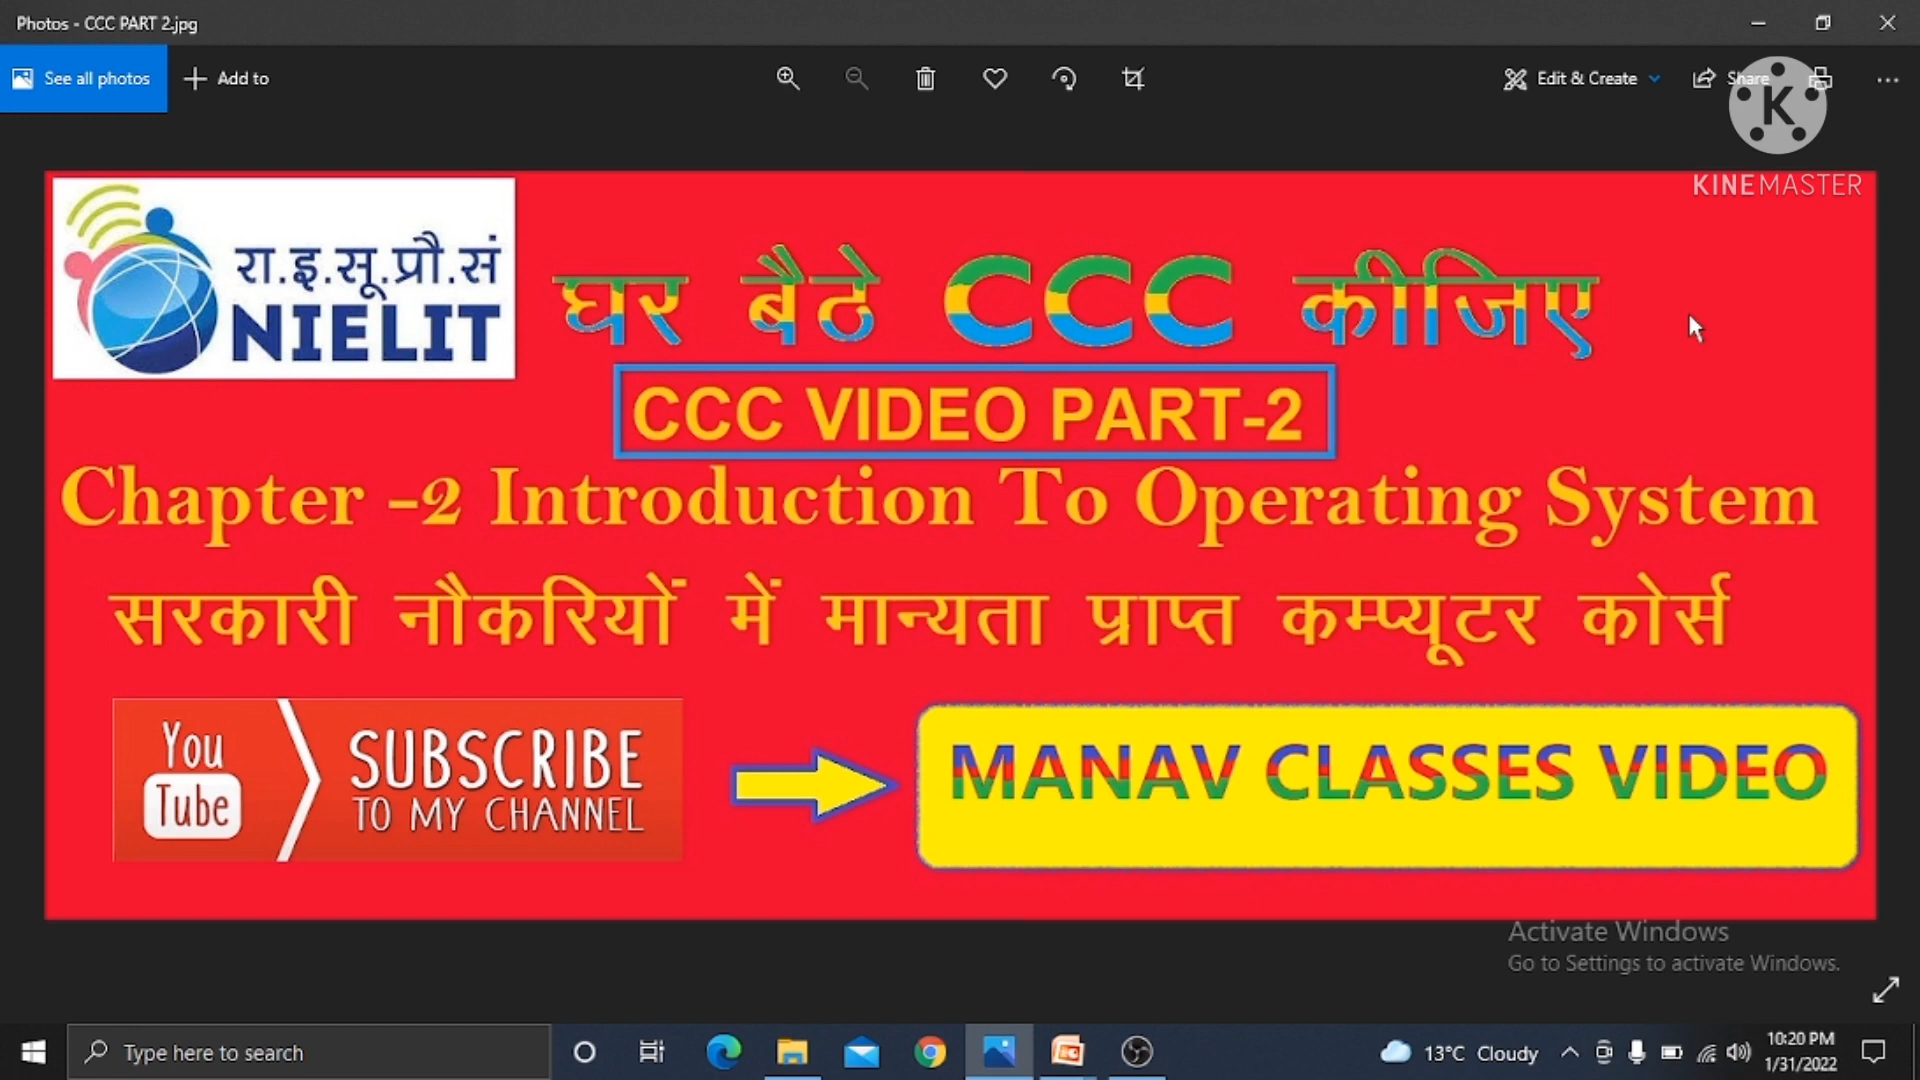 Photos - CCC PART 2.jpg
See all photos
Add to
Edit & Create
Share
K
KINEMASTER
रा.इ.सू.प्रौ.सं
NIELIT
घर बैठे CCC कीजिए
CCC VIDEO PART-2
Chapter -2 Introduction To Operating System
सरकारी नौकरियों में मान्यता प्राप्त कम्प्यूटर कोर्स
You
Tube
SUBSCRIBE
TO MY CHANNEL
MANAV CLASSES VIDEO
Activate Windows
Go to Settings to activate Windows.
Type here to search
13°C Cloudy
10:20 PM
1/31/2022